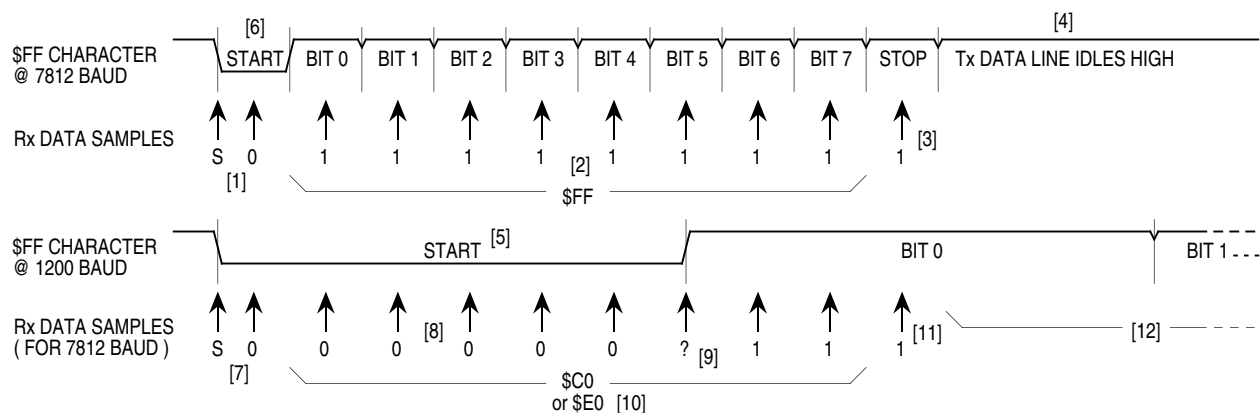 [6] [4]
$FF CHARACTER
@ 7812 BAUD
START BIT 0 BIT 1 BIT 2 BIT 3 BIT 4 BIT 5 BIT 6 BIT 7 STOP Tx DATA LINE IDLES HIGH
Rx DATA SAMPLES
S 0 1 1 1 1 1 1 1 1 1 [3]
[1] [2]
$FF
$FF CHARACTER
@ 1200 BAUD
START [5] BIT 0 BIT 1
Rx DATA SAMPLES
( FOR 7812 BAUD )
S 0 0 0 [8] 0 0 0 ? [9] 1 1 1 [11] [12]
[7]
$C0
or $E0 [10]